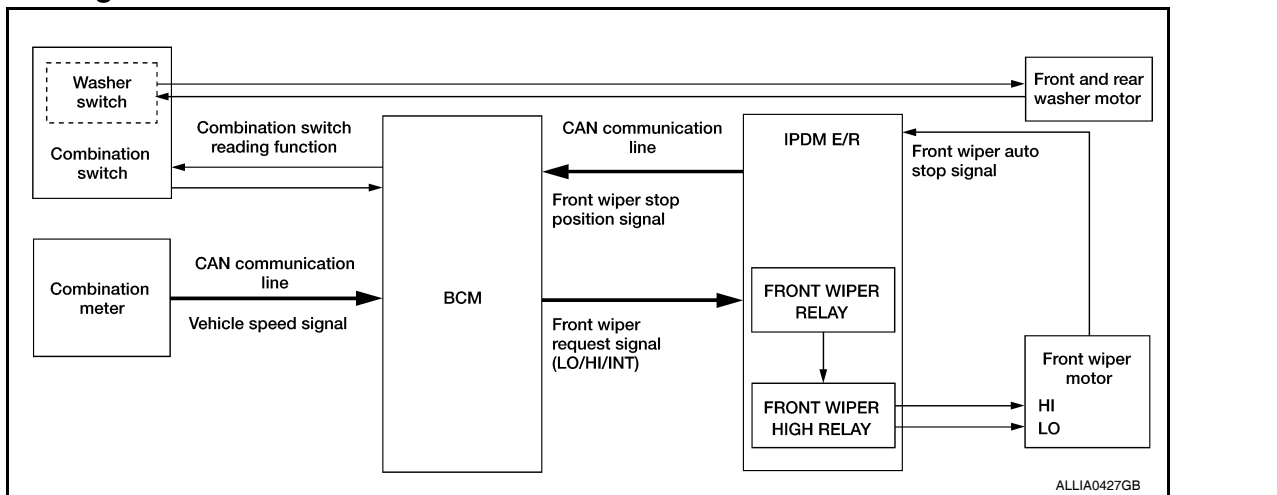 Washer
switch
Combination
switch
Combination switch
reading function
CAN communication
line
Front wiper stop
position signal
IPDM E/R
Front and rear
washer motor
Front wiper auto
stop signal
Combination
meter
CAN communication
line
Vehicle speed signal
BCM
Front wiper
request signal
(LO/HI/INT)
FRONT WIPER
RELAY
FRONT WIPER
HIGH RELAY
Front wiper
motor
HI
LO
ALLIA0427GB